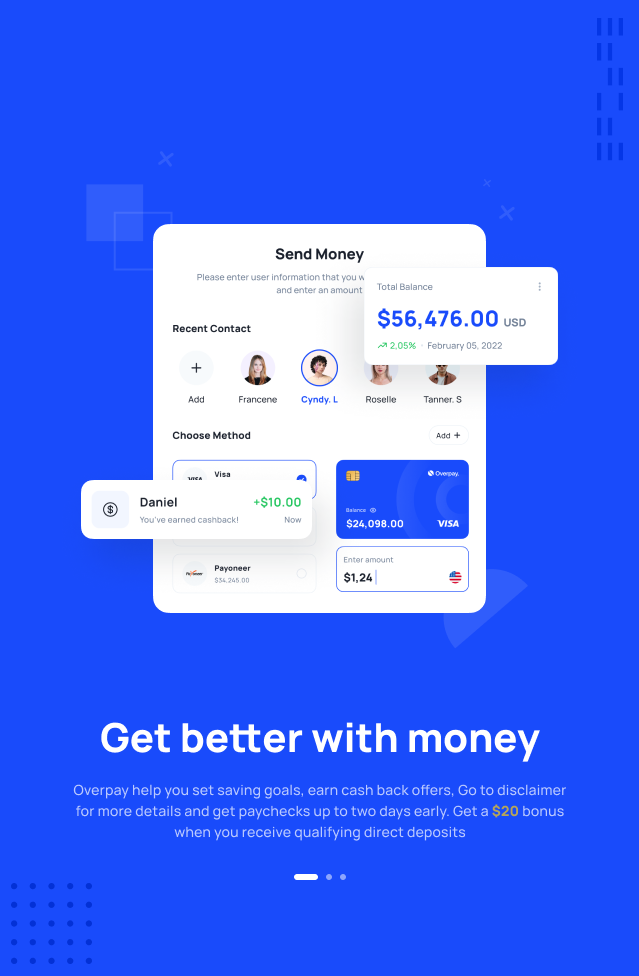 Send Money
Please enter user information that you w
and enter an amount
Total Balance
$56,476.00 USD
2,05% · February 05, 2022
Recent Contact
Add
Francene
Cyndy. L
Roselle
Tanner. S
Choose Method
Add +
Visa
VISA
Overpay.
Balance
$24,098.00
VISA
Daniel
+$10.00
You've earned cashback!
Now
Payoneer
Payoneer
$34,245.00
Enter amount
$1,24
Get better with money
Overpay help you set saving goals, earn cash back offers, Go to disclaimer
for more details and get paychecks up to two days early. Get a $20 bonus
when you receive qualifying direct deposits